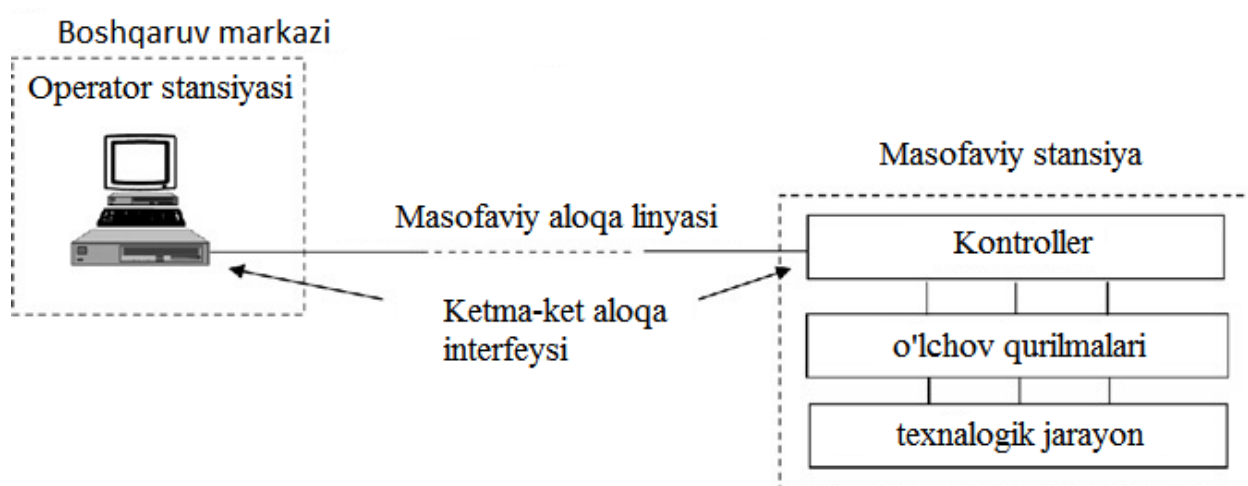 Boshqaruv markazi
Operator stansiyasi
Masofaviy aloqa linyasi
Ketma-ket aloqa
interfeysi
Masofaviy stansiya
Kontroller
o'lchov qurilmalari
texnalogik jarayon